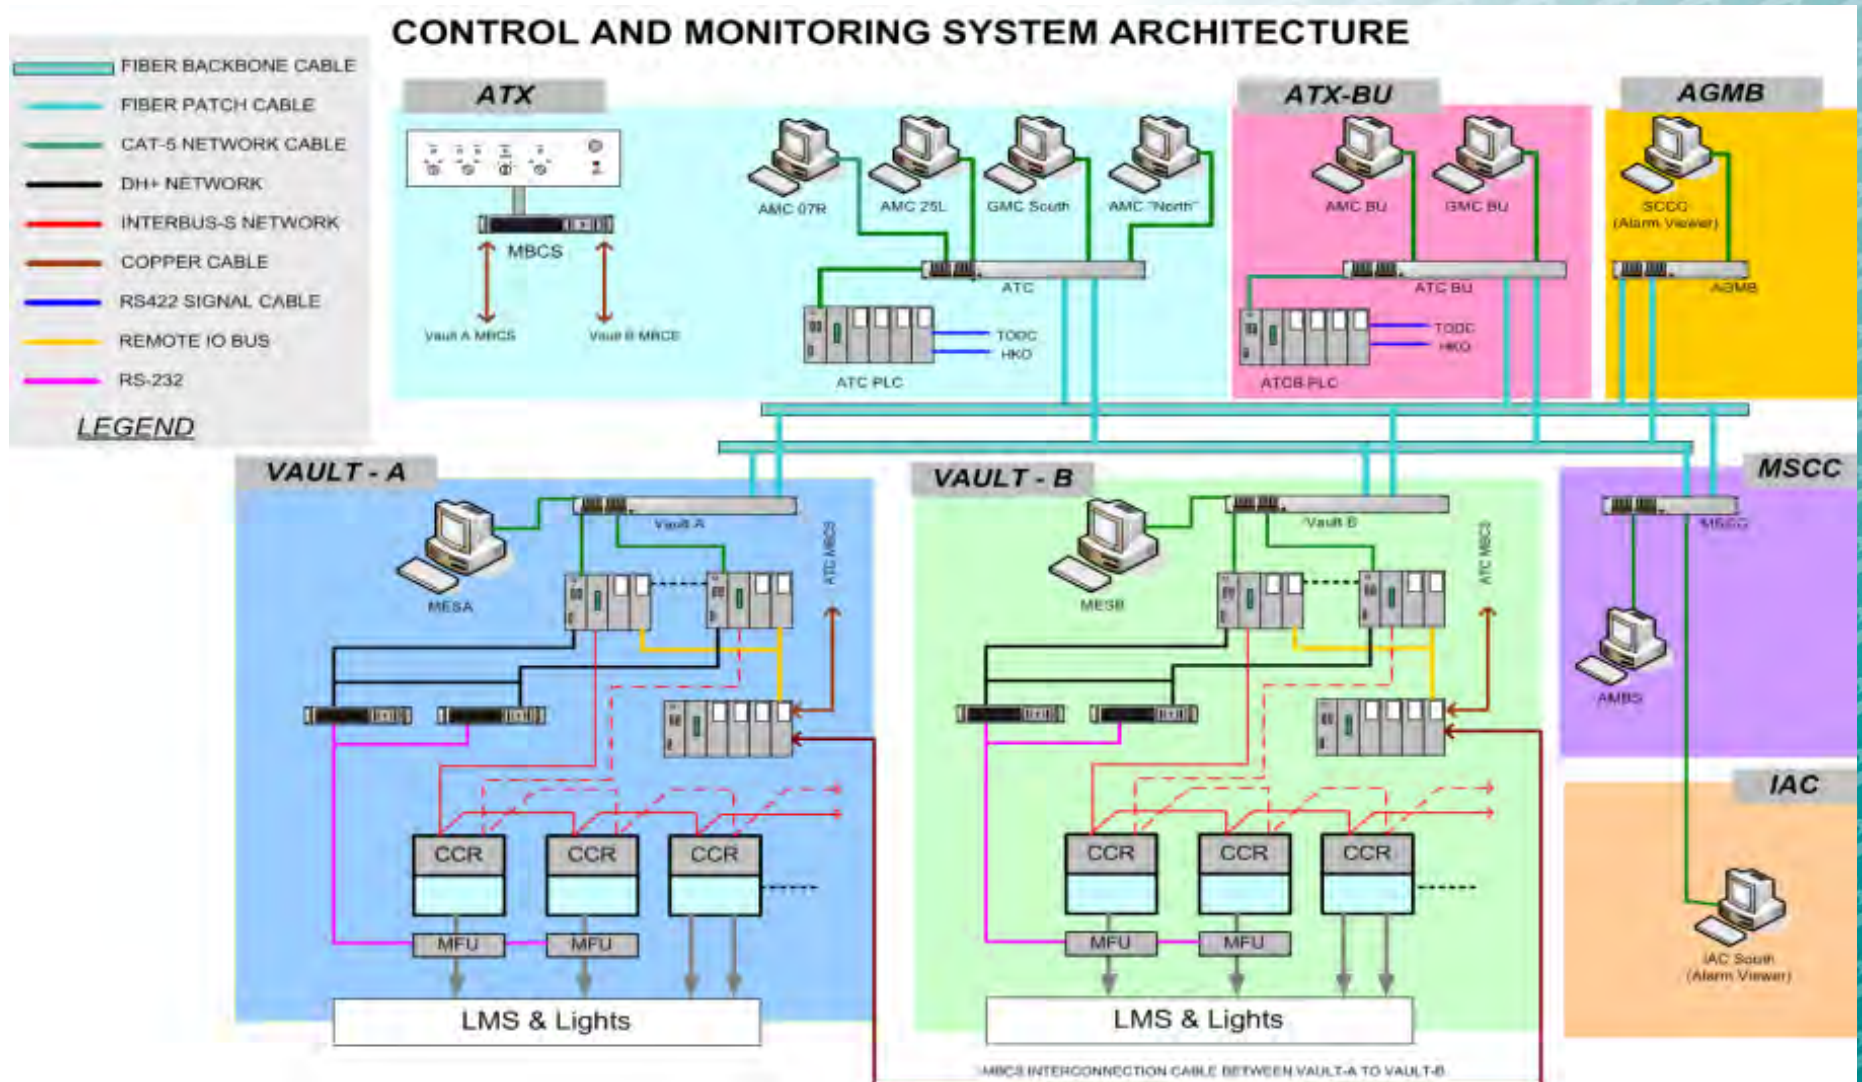 CONTROL AND MONITORING SYSTEM ARCHITECTURE
FIBER BACKBONE CABLE
FIBER PATCH CABLE
CAT-5 NETWORK CABLE
DH+ NETWORK
INTERBUS-S NETWORK
COPPER CABLE
RS422 SIGNAL CABLE
REMOTE IO BUS
RS-232
LEGEND
ATX
MBCS
Vault A MBCS
Vault B MBCS
AMC 07R
AMC 25L
GMC South
AMC "North"
ATC
ATC PLC
TODC
HKO
ATX-BU
AMC BU
GMC BU
ATC BU
ATCB PLC
TODC
HKO
AGMB
SCCC
(Alarm Viewer)
AGMB
VAULT - A
Vault A
MESA
ATC MBCS
CCR
CCR
CCR
MFU
MFU
LMS & Lights
VAULT - B
Vault B
MESB
ATC MBCS
CCR
CCR
CCR
MFU
MFU
LMS & Lights
MBCS INTERCONNECTION CABLE BETWEEN VAULT-A TO VAULT-B
MSCC
MSCC
AMBS
IAC
IAC South
(Alarm Viewer)